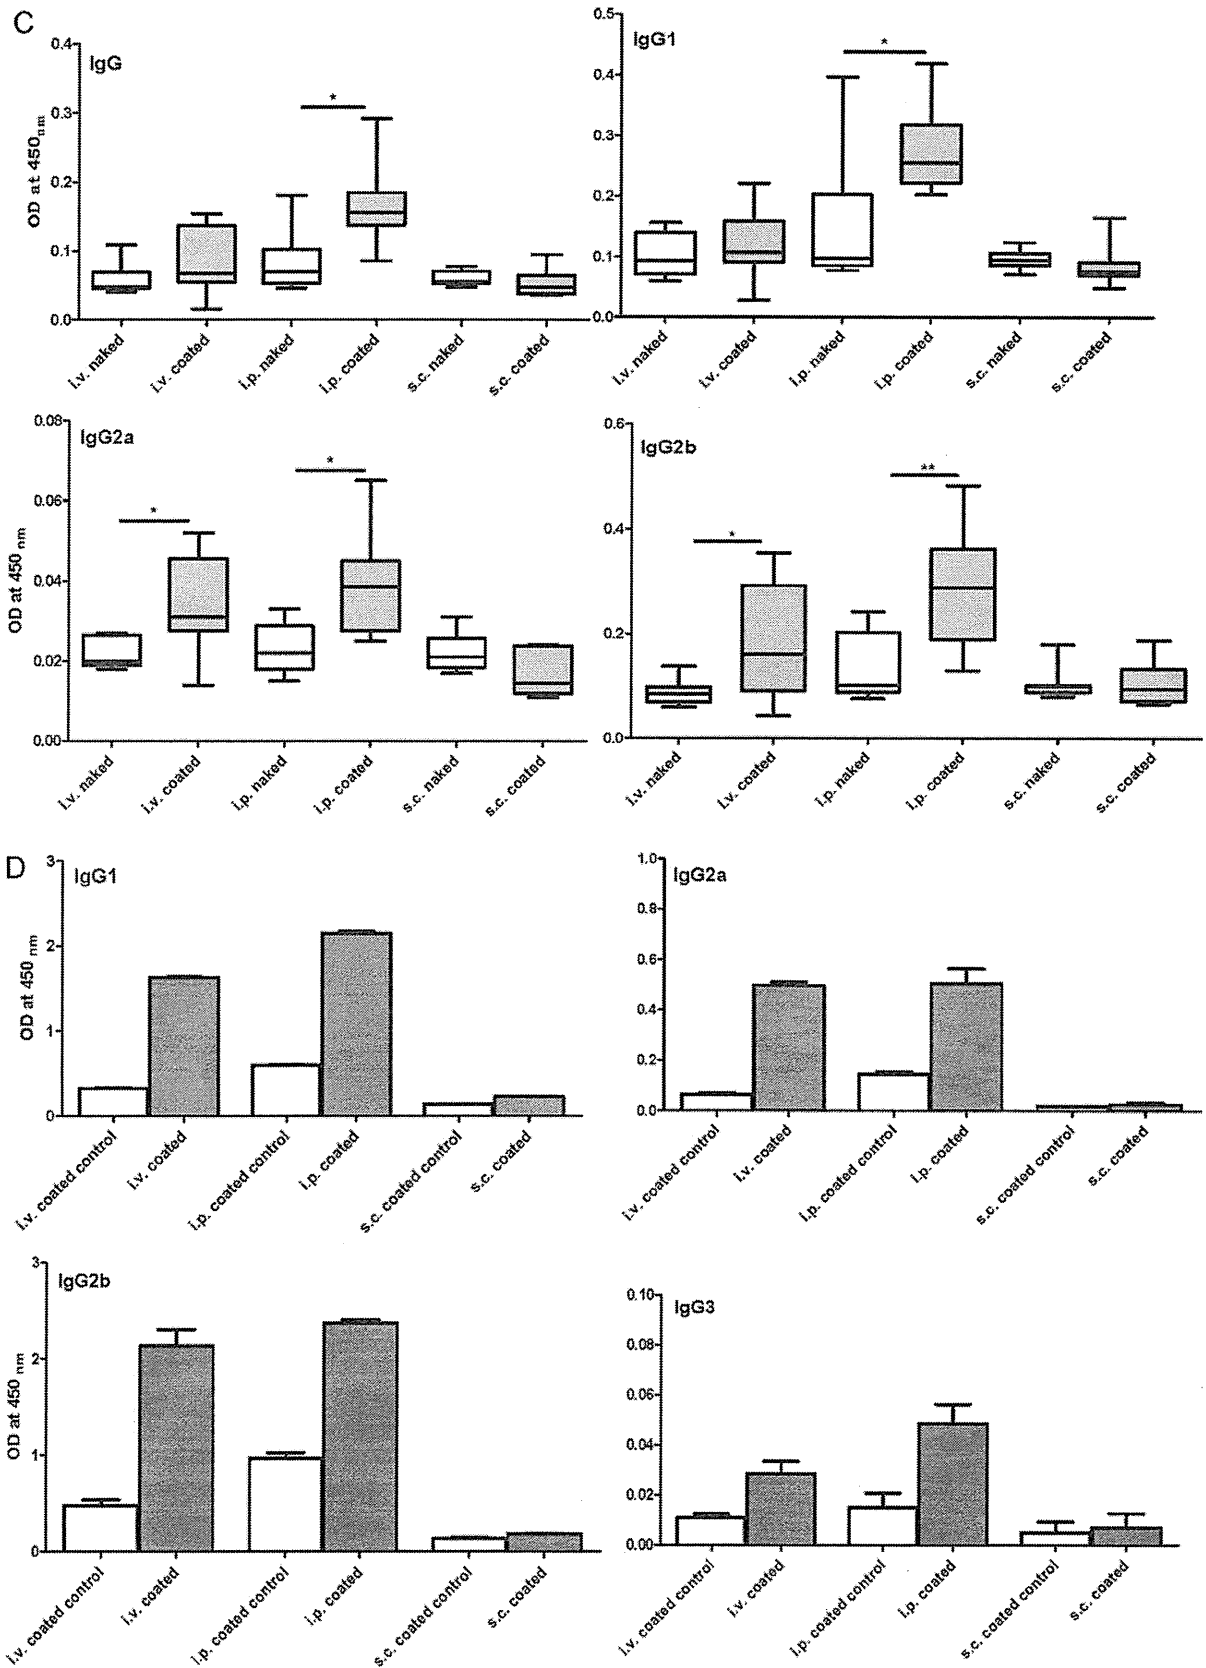 C
IgG
0.4
0.3
0.2
0.1
0.0
OD at 450nm
*
i.v. naked
i.v. coated
i.p. naked
i.p. coated
s.c. naked
s.c. coated
IgG1
0.5
0.4
0.3
0.2
0.1
0.0
*
i.v. naked
i.v. coated
i.p. naked
i.p. coated
s.c. naked
s.c. coated
IgG2a
0.08
0.06
0.04
0.02
0.00
OD at 450 nm
*
*
i.v. naked
i.v. coated
i.p. naked
i.p. coated
s.c. naked
s.c. coated
IgG2b
0.6
0.4
0.2
0.0
*
**
i.v. naked
i.v. coated
i.p. naked
i.p. coated
s.c. naked
s.c. coated
D
IgG1
3
2
1
0
OD at 450 nm
i.v. coated control
i.v. coated
i.p. coated control
i.p. coated
s.c. coated control
s.c. coated
IgG2a
1.0
0.8
0.6
0.4
0.2
0.0
i.v. coated control
i.v. coated
i.p. coated control
i.p. coated
s.c. coated control
s.c. coated
IgG2b
3
2
1
0
OD at 450 nm
i.v. coated control
i.v. coated
i.p. coated control
i.p. coated
s.c. coated control
s.c. coated
IgG3
0.10
0.08
0.06
0.04
0.02
0.00
i.v. coated control
i.v. coated
i.p. coated control
i.p. coated
s.c. coated control
s.c. coated